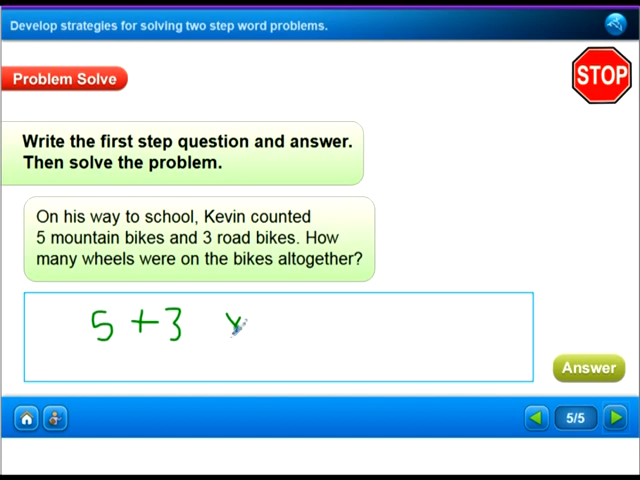 Develop strategies for solving two step word problems.
Problem Solve
STOP
Write the first step question and answer.
Then solve the problem.
On his way to school, Kevin counted
5 mountain bikes and 3 road bikes. How
many wheels were on the bikes altogether?
5 + 3 x
Answer
5/5